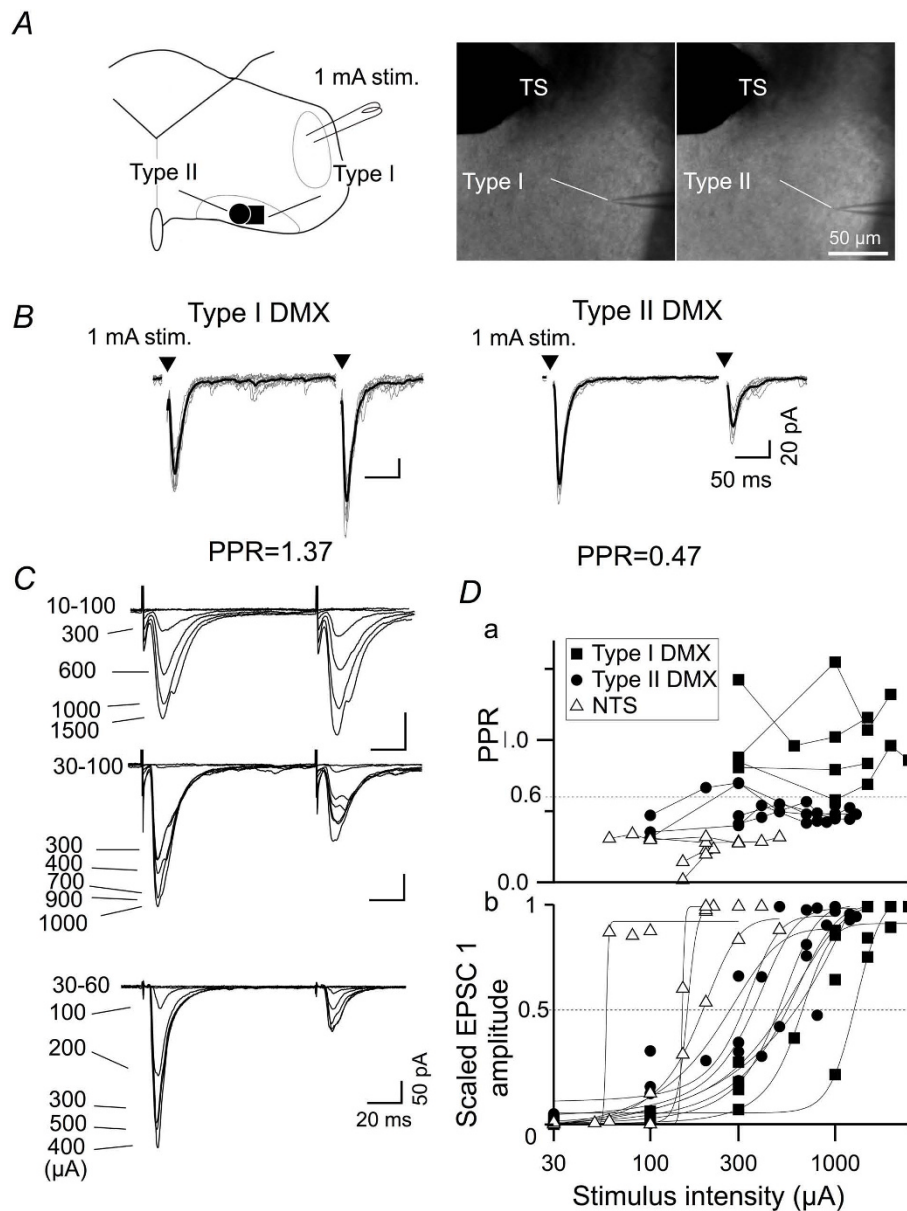 A
1 mA stim.
Type II
Type I
TS
Type I
TS
Type II
50 µm
B
Type I DMX
1 mA stim.
Type II DMX
1 mA stim.
50 ms
20 pA
PPR=1.37
PPR=0.47
C
10-100
300
600
1000
1500
30-100
300
400
700
900
1000
30-60
100
200
300
500
400
(µA)
20 ms
50 pA
D
a
Type I DMX
Type II DMX
NTS
PPR
1.0
0.6
0.0
b
1
0.5
0
Scaled EPSC 1
amplitude
30
100
300
1000
Stimulus intensity (µA)